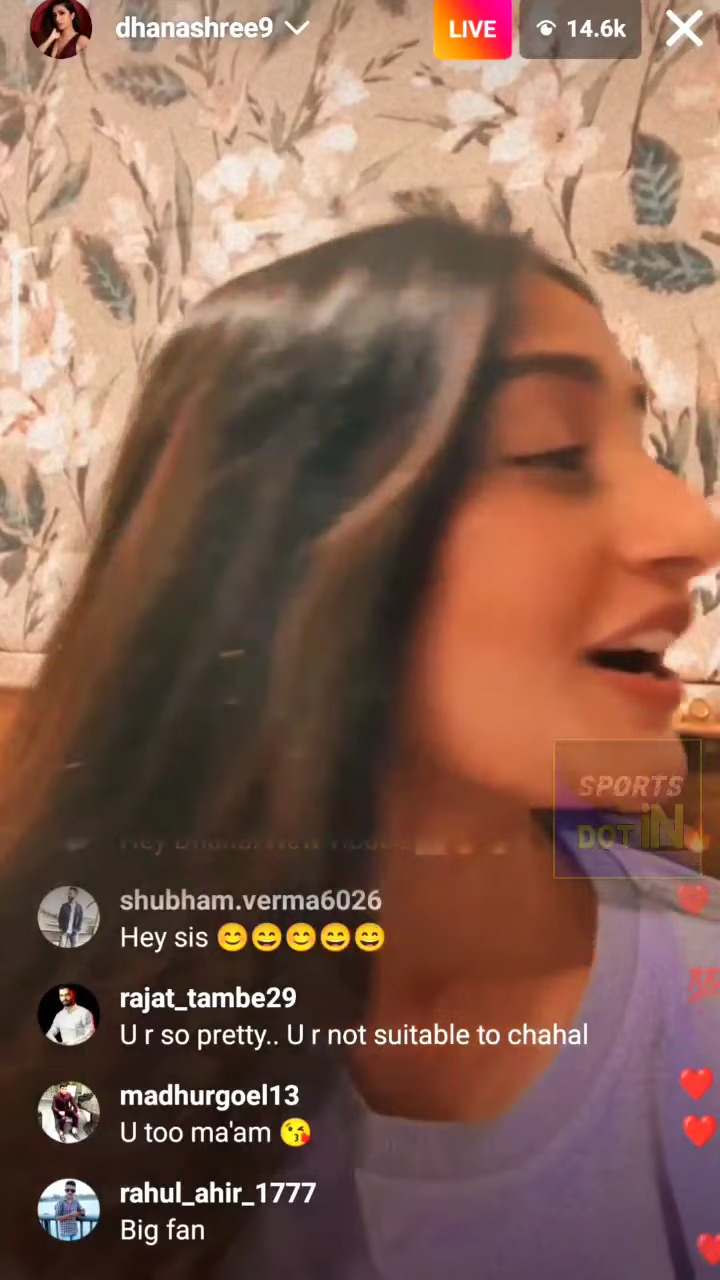 dhanashree9
LIVE
14.6k
SPORTS
DOT iN
shubham.verma6026
Hey sis 😊😄😊😄😄
rajat_tambe29
U r so pretty.. U r not suitable to chahal
madhurgoel13
U too ma'am 😘
rahul_ahir_1777
Big fan